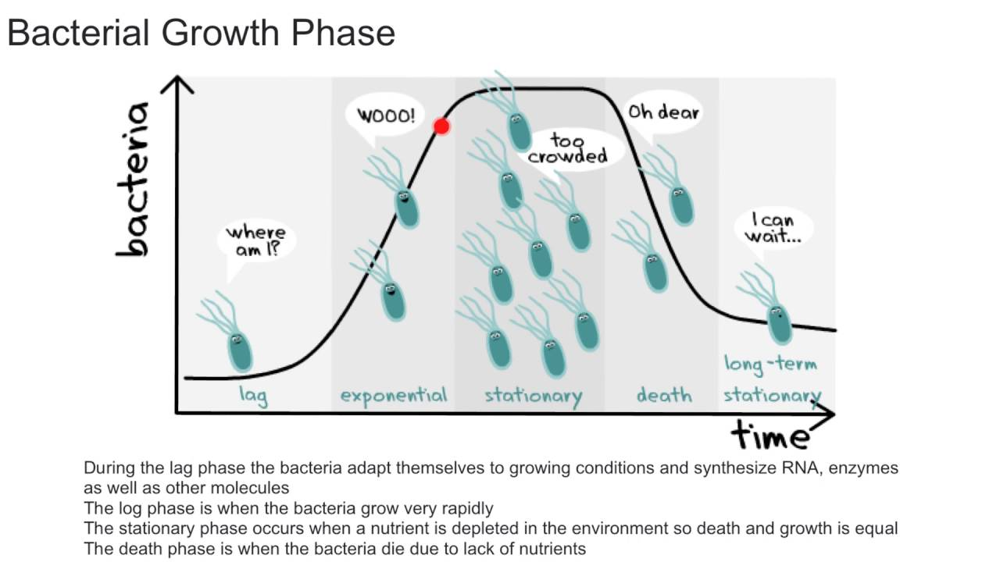 Bacterial Growth Phase
bacteria
where
am I?
WOOO!
too
crowded
Oh dear
I can
wait...
lag
exponential
stationary
death
long-term
stationary
time
During the lag phase the bacteria adapt themselves to growing conditions and synthesize RNA, enzymes
as well as other molecules
The log phase is when the bacteria grow very rapidly
The stationary phase occurs when a nutrient is depleted in the environment so death and growth is equal
The death phase is when the bacteria die due to lack of nutrients